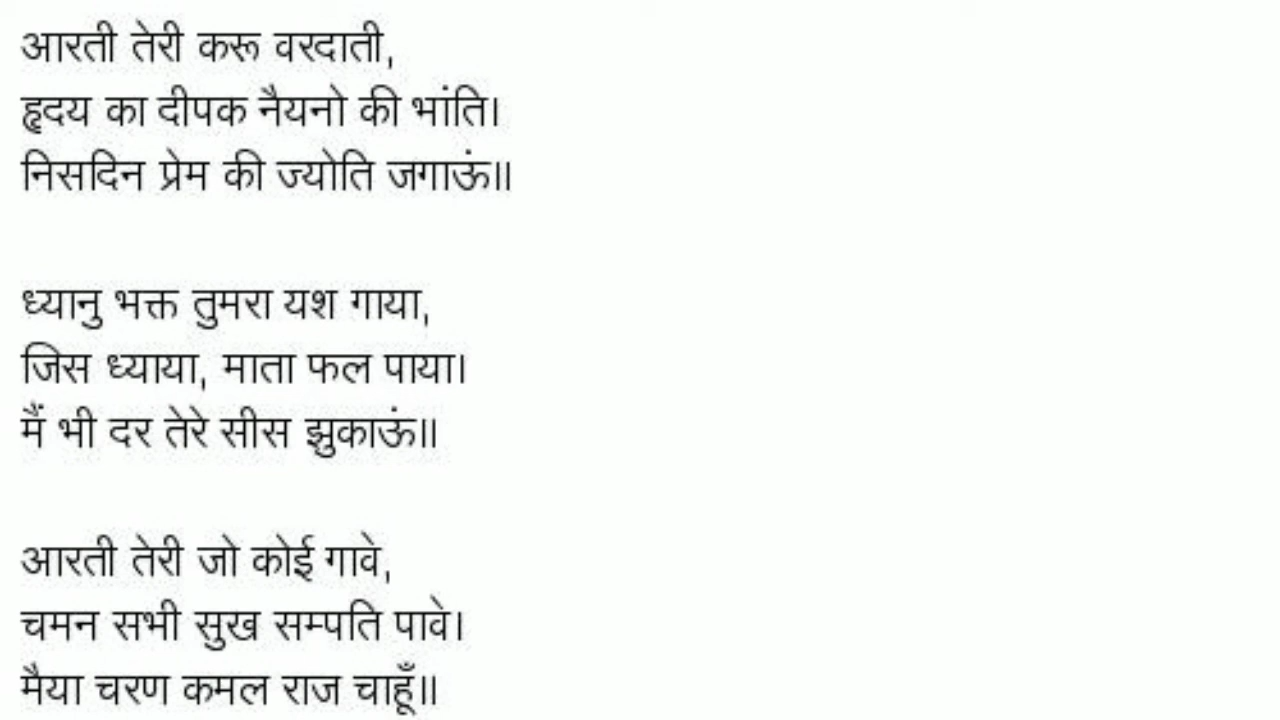 आरती तेरी करू वरदाती,
हृदय का दीपक नैयनो की भांति।
निसदिन प्रेम की ज्योति जगाऊं॥
ध्यानु भक्त तुमरा यश गाया,
जिस ध्याया, माता फल पाया।
मैं भी दर तेरे सीस झुकाऊं॥
आरती तेरी जो कोई गावे,
चमन सभी सुख सम्पति पावे।
मैया चरण कमल राज चाहूँ॥